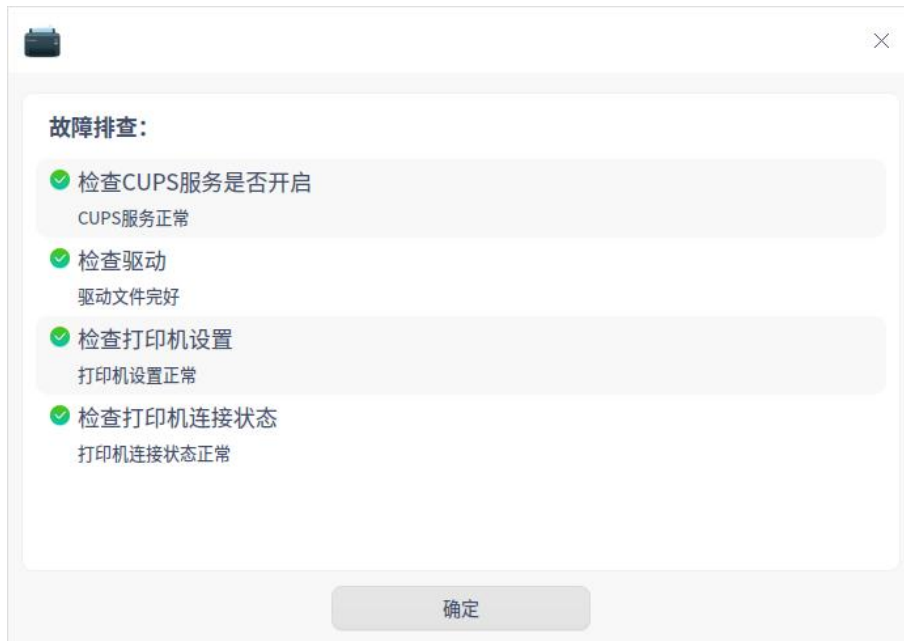 故障排查：
检查CUPS服务是否开启
CUPS服务正常
检查驱动
驱动文件完好
检查打印机设置
打印机设置正常
检查打印机连接状态
打印机连接状态正常
确定